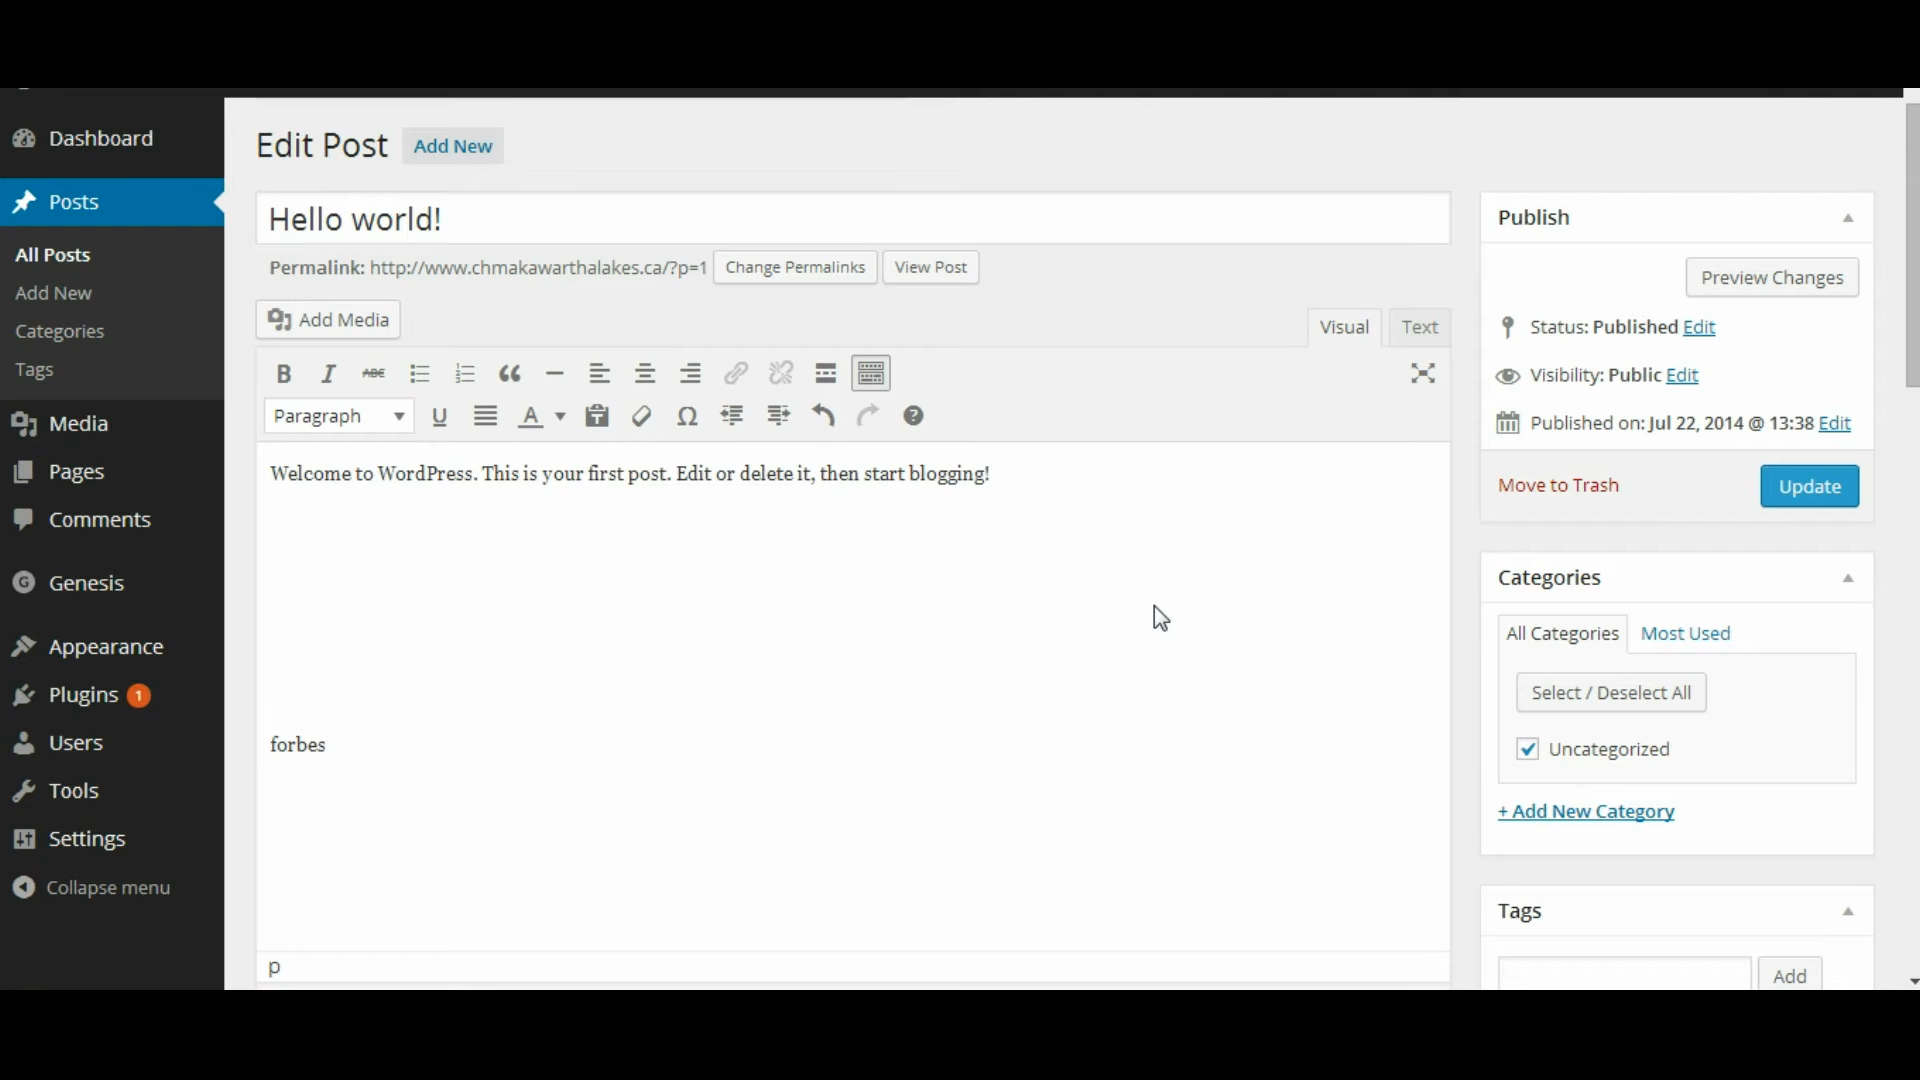 Dashboard
Posts
All Posts
Add New
Categories
Tags
Media
Pages
Comments
Genesis
Appearance
Plugins 1
Users
Tools
Settings
Collapse menu
Edit Post Add New
Hello world!
Permalink: http://www.chmakawarthalakes.ca/?p=1 Change Permalinks View Post
Add Media
Visual Text
B I ABC
Paragraph U A Ω
Welcome to WordPress. This is your first post. Edit or delete it, then start blogging!
forbes
p
Publish
Preview Changes
Status: Published Edit
Visibility: Public Edit
Published on: Jul 22, 2014 @ 13:38 Edit
Move to Trash Update
Categories
All Categories Most Used
Select / Deselect All
Uncategorized
+ Add New Category
Tags
Add